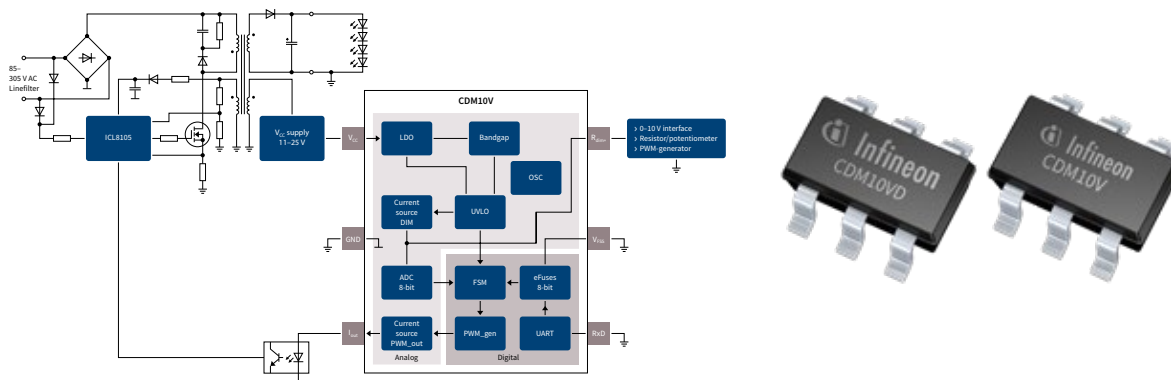 85–
305 V AC
Linefilter
ICL8105
VCC supply
11–25 V
CDM10V
VCC
LDO
Bandgap
Rdim+
> 0–10 V interface
> Resistor/potentiometer
> PWM-generator
OSC
Current
source
DIM
UVLO
GND
ADC
8-bit
FSM
eFuses
8-bit
Iout
Current
source
PWM_out
PWM_gen
UART
RxD
Analog
Digital
Infineon
CDM10VD
Infineon
CDM10V